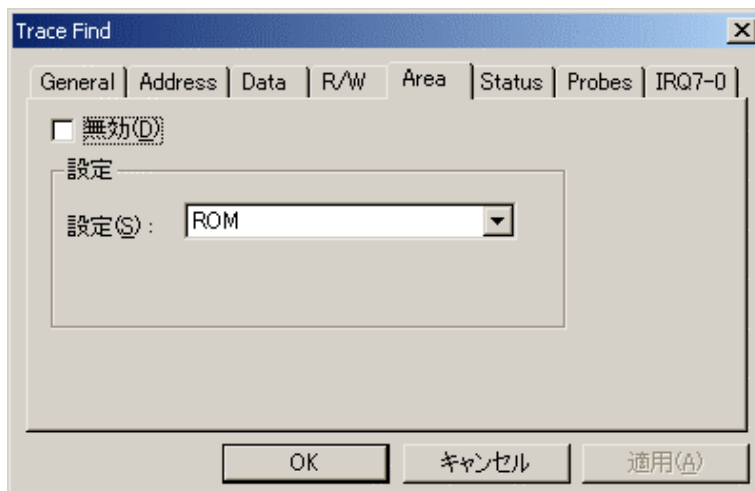 Trace Find
General Address Data R/W Area Status Probes IRQ7-0
無効(D)
設定
設定(S): ROM
OK キャンセル 適用(A)